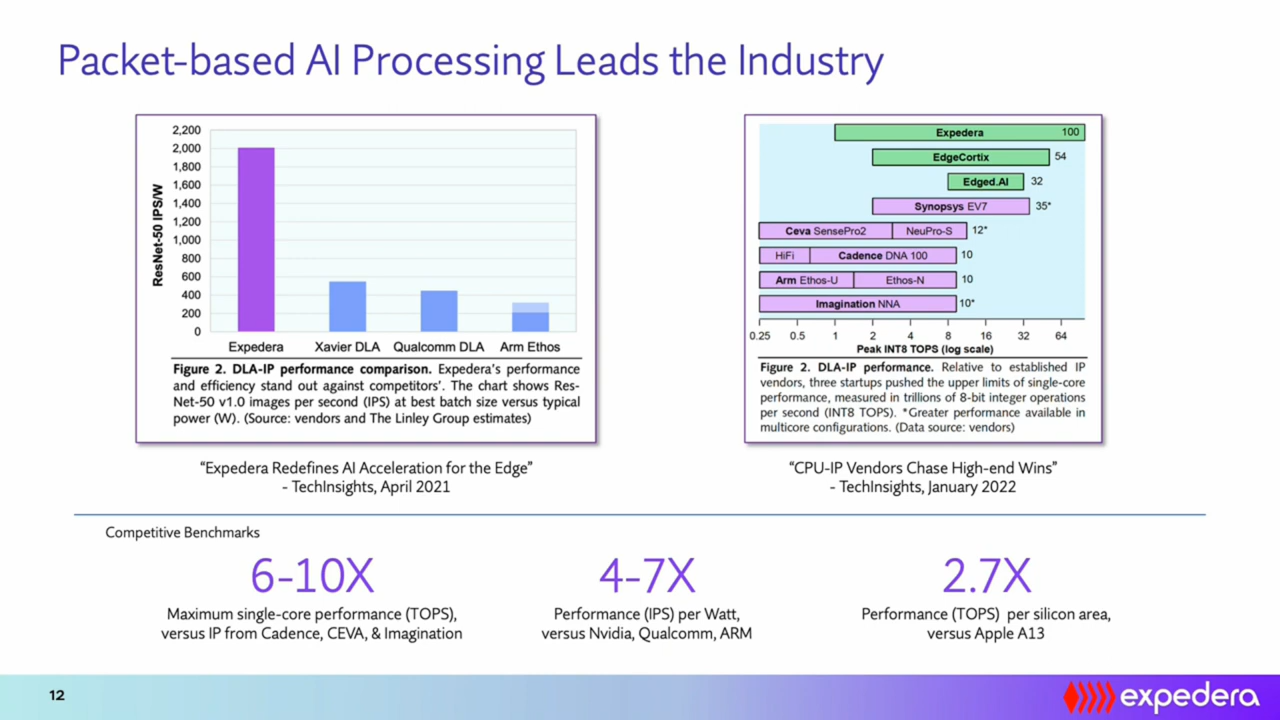 Packet-based AI Processing Leads the Industry
2,200
2,000
1,800
1,600
1,400
1,200
1,000
800
600
400
200
0
ResNet-50 IPS/W
Expedera Xavier DLA Qualcomm DLA Arm Ethos
Figure 2. DLA-IP performance comparison. Expedera's performance
and efficiency stand out against competitors'. The chart shows Res-
Net-50 v1.0 images per second (IPS) at best batch size versus typical
power (W). (Source: vendors and The Linley Group estimates)
"Expedera Redefines AI Acceleration for the Edge"
- TechInsights, April 2021
Expedera 100
EdgeCortix 54
Edged.AI 32
Synopsys EV7 35*
Ceva SensePro2 NeuPro-S 12*
HiFi Cadence DNA 100 10
Arm Ethos-U Ethos-N 10
Imagination NNA 10*
0.25 0.5 1 2 4 8 16 32 64
Peak INT8 TOPS (log scale)
Figure 2. DLA-IP performance. Relative to established IP
vendors, three startups pushed the upper limits of single-core
performance, measured in trillions of 8-bit integer operations
per second (INT8 TOPS). *Greater performance available in
multicore configurations. (Data source: vendors)
"CPU-IP Vendors Chase High-end Wins"
- TechInsights, January 2022
Competitive Benchmarks
6-10X
Maximum single-core performance (TOPS),
versus IP from Cadence, CEVA, & Imagination
4-7X
Performance (IPS) per Watt,
versus Nvidia, Qualcomm, ARM
2.7X
Performance (TOPS) per silicon area,
versus Apple A13
12
expedera